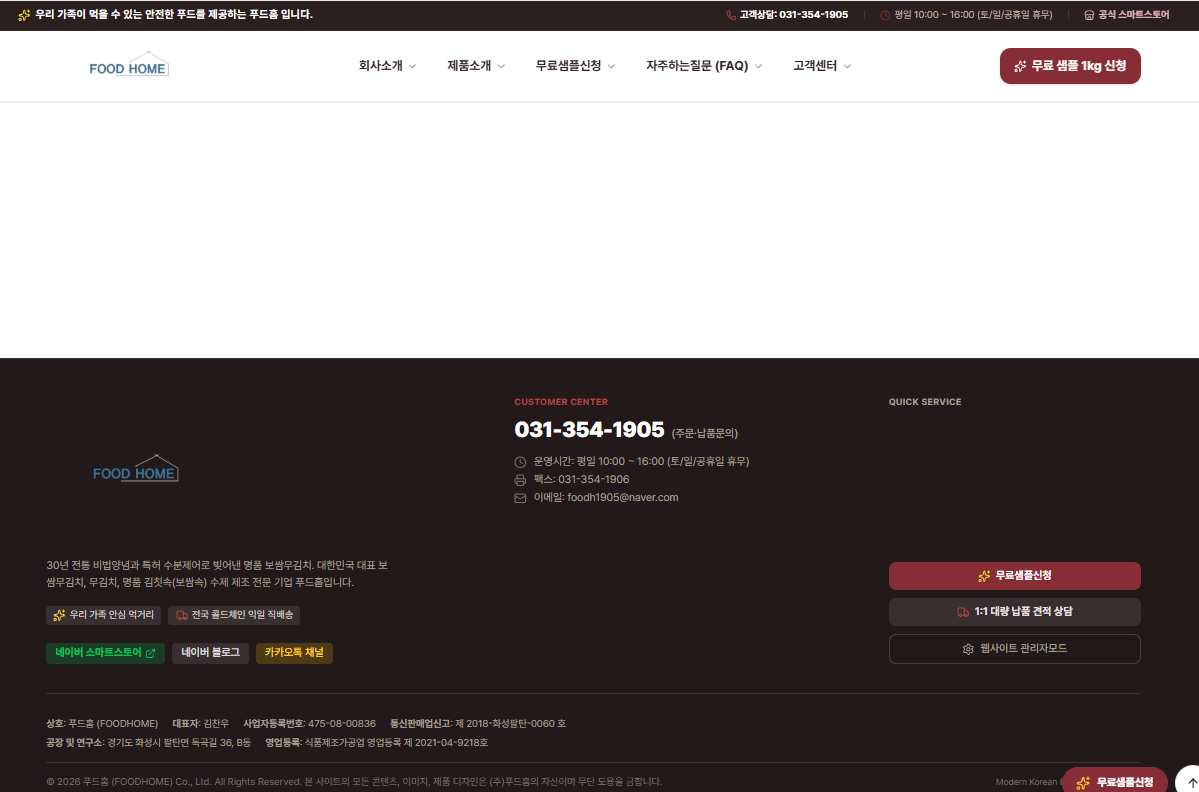 우리 가족이 먹을 수 있는 안전한 푸드를 제공하는 푸드홈 입니다.
고객상담: 031-354-1905
평일 10:00 ~ 16:00 (토/일/공휴일 휴무)
공식 스마트스토어
FOOD HOME
회사소개
제품소개
무료샘플신청
자주하는질문 (FAQ)
고객센터
무료 샘플 1kg 신청
FOOD HOME
CUSTOMER CENTER
031-354-1905 (주문·납품문의)
운영시간: 평일 10:00 ~ 16:00 (토/일/공휴일 휴무)
팩스: 031-354-1906
이메일: foodh1905@naver.com
QUICK SERVICE
30년 전통 비법양념과 특허 수분제어로 빚어낸 명품 보쌈무김치. 대한민국 대표 보
쌈무김치, 무김치, 명품 김칫속(보쌈속) 수제 제조 전문 기업 푸드홈입니다.
우리 가족 안심 먹거리
전국 콜드체인 익일 직배송
네이버 스마트스토어
네이버 블로그
카카오톡 채널
무료샘플신청
1:1 대량 납품 견적 상담
웹사이트 관리자모드
상호: 푸드홈 (FOODHOME) 대표자: 김찬우 사업자등록번호: 475-08-00836 통신판매업신고: 제 2018-화성팔탄-0060 호
공장 및 연구소: 경기도 화성시 팔탄면 독곡길 36, B동 영업등록: 식품제조가공업 영업등록 제 2021-04-9218호
© 2026 푸드홈 (FOODHOME) Co., Ltd. All Rights Reserved. 본 사이트의 모든 콘텐츠, 이미지, 제품 디자인은 (주)푸드홈의 자산이며 무단 도용을 금합니다.
Modern Korean
무료샘플신청